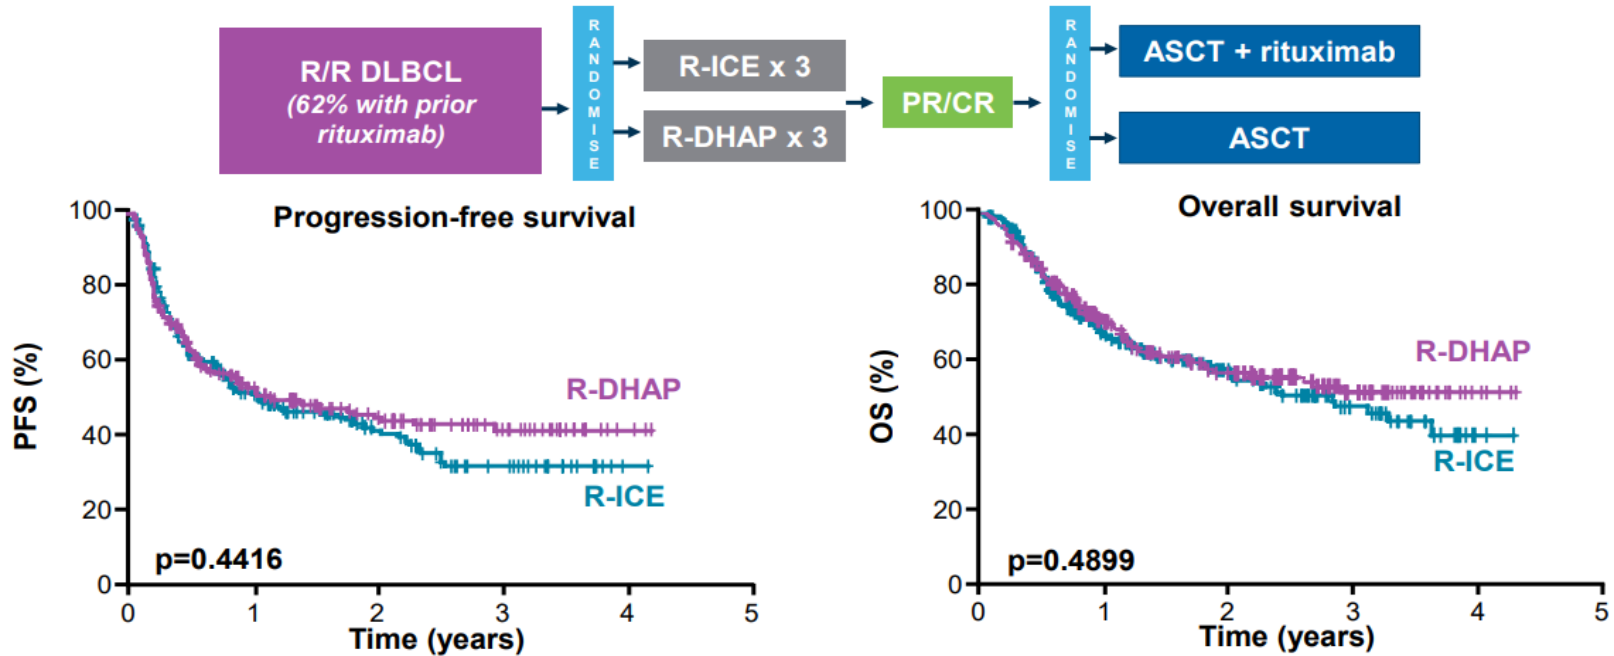 R/R DLBCL
(62% with prior
rituximab)
RANDOMISE
R-ICE x 3
R-DHAP x 3
PR/CR
RANDOMISE
ASCT + rituximab
ASCT
Progression-free survival
PFS (%)
100
80
60
40
20
0
R-DHAP
R-ICE
p=0.4416
0 1 2 3 4 5
Time (years)
Overall survival
OS (%)
100
80
60
40
20
0
R-DHAP
R-ICE
p=0.4899
0 1 2 3 4 5
Time (years)